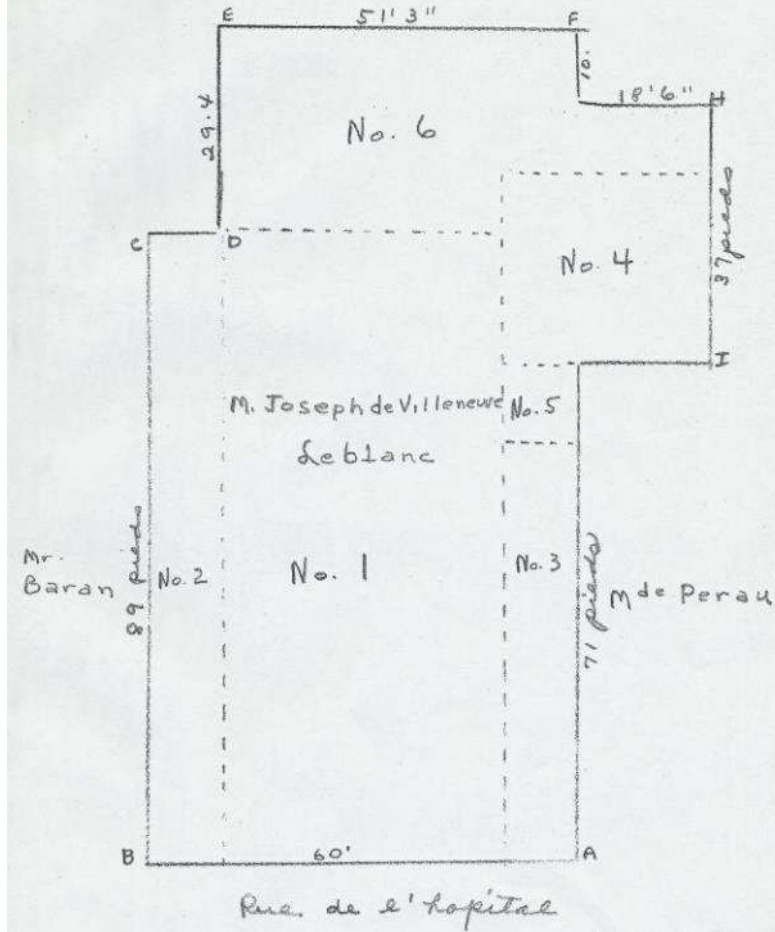 E 51' 3" F
10.
18'6" H
29.4
No. 6
37 pieds
C D
No. 4
I
M. Joseph de Villeneuve No. 5
Leblanc
89 pieds
Mr.
Baran No. 2 No. 1 No. 3
71 pieds
M de Perau
B 60' A
Rue de l'hopital